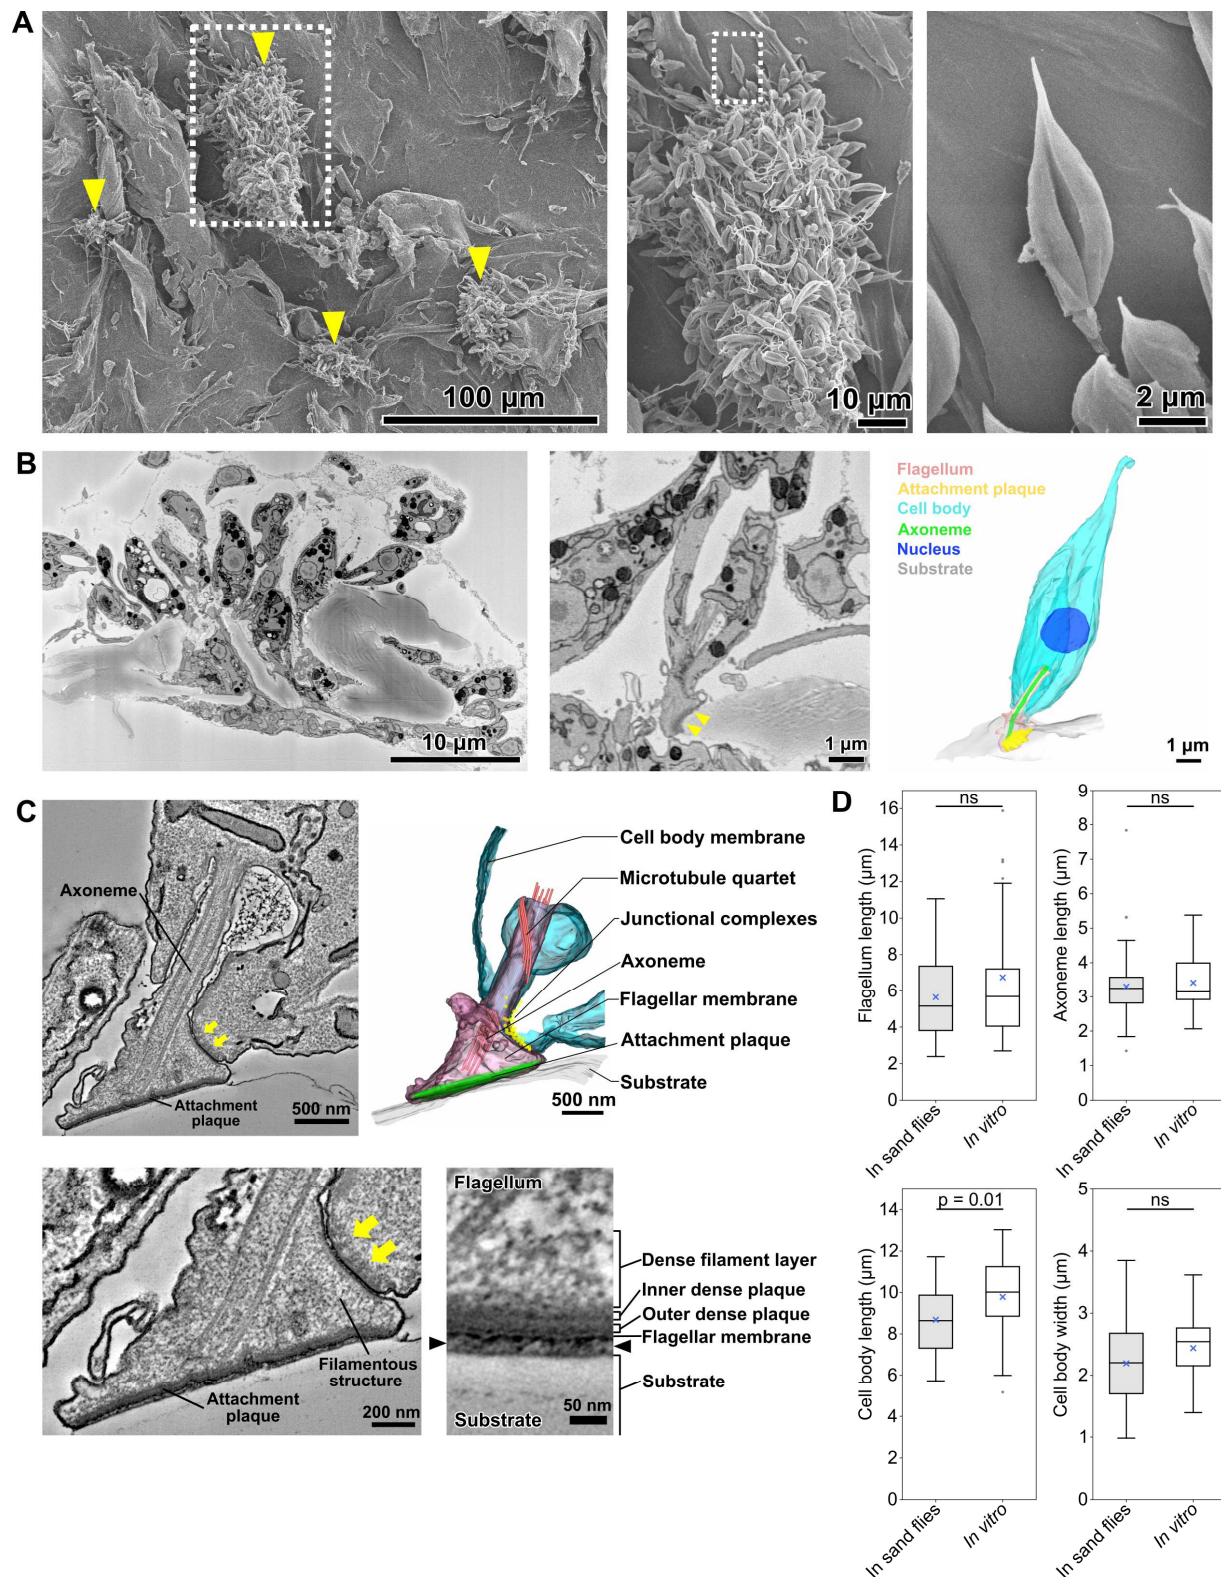 A
100 µm
10 µm
2 µm
B
10 µm
1 µm
Flagellum
Attachment plaque
Cell body
Axoneme
Nucleus
Substrate
1 µm
C
Axoneme
Attachment
plaque
500 nm
Cell body membrane
Microtubule quartet
Junctional complexes
Axoneme
Flagellar membrane
Attachment plaque
Substrate
500 nm
Filamentous
structure
Attachment
plaque
200 nm
Flagellum
Dense filament layer
Inner dense plaque
Outer dense plaque
Flagellar membrane
Substrate
Substrate
50 nm
D
ns
Flagellum length (µm)
16
14
12
10
8
6
4
2
0
In sand flies
In vitro
ns
Axoneme length (µm)
9
8
7
6
5
4
3
2
1
0
In sand flies
In vitro
p = 0.01
Cell body length (µm)
14
12
10
8
6
4
2
0
In sand flies
In vitro
ns
Cell body width (µm)
5
4
3
2
1
0
In sand flies
In vitro